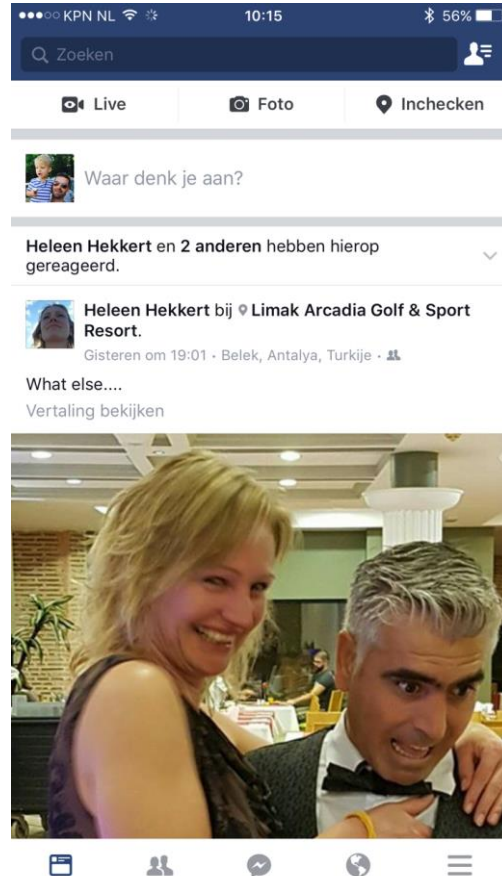 KPN NL 10:15 56%
Zoeken
Live Foto Inchecken
Waar denk je aan?
Heleen Hekkert en 2 anderen hebben hierop
gereageerd.
Heleen Hekkert bij Limak Arcadia Golf & Sport
Resort.
Gisteren om 19:01 · Belek, Antalya, Turkije ·
What else....
Vertaling bekijken